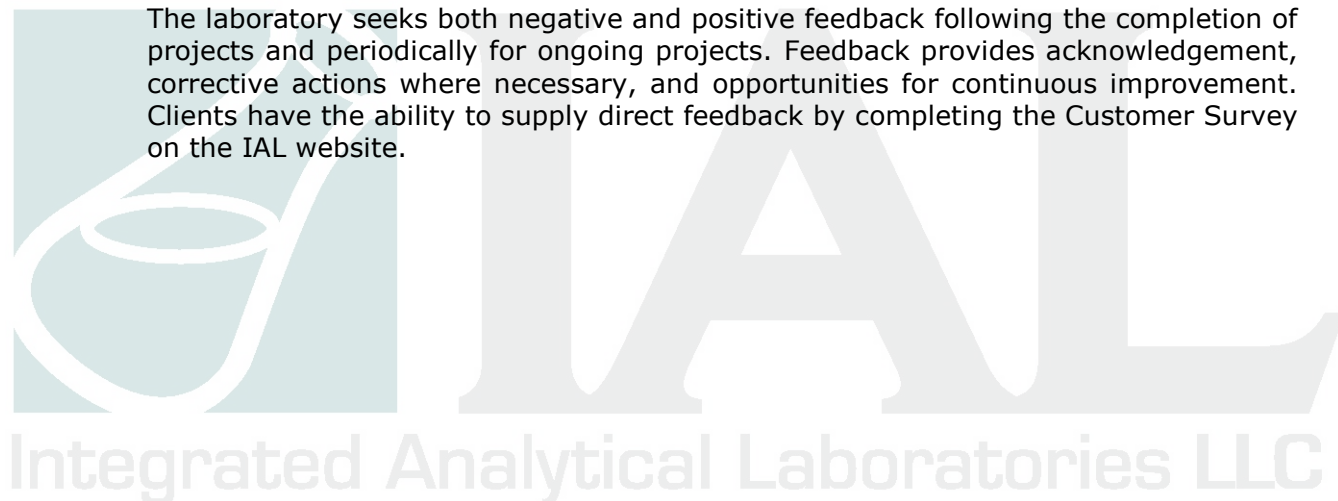 The laboratory seeks both negative and positive feedback following the completion of
projects and periodically for ongoing projects. Feedback provides acknowledgement,
corrective actions where necessary, and opportunities for continuous improvement.
Clients have the ability to supply direct feedback by completing the Customer Survey
on the IAL website.
IAL
Integrated Analytical Laboratories LLC